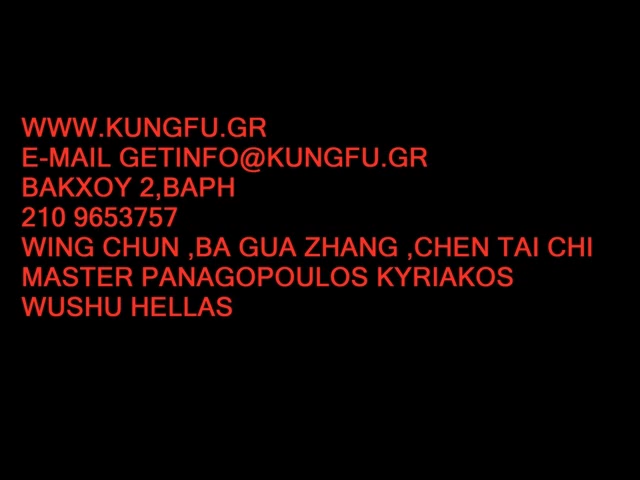 WWW.KUNGFU.GR
E-MAIL GETINFO@KUNGFU.GR
ΒΑΚΧΟΥ 2,ΒΑΡΗ
210 9653757
WING CHUN ,BA GUA ZHANG ,CHEN TAI CHI
MASTER PANAGOPOULOS KYRIAKOS
WUSHU HELLAS